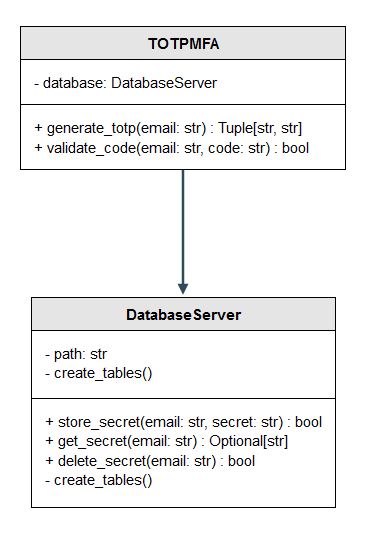 TOTPMFA
- database: DatabaseServer
+ generate_totp(email: str) : Tuple[str, str]
+ validate_code(email: str, code: str) : bool
DatabaseServer
- path: str
- create_tables()
+ store_secret(email: str, secret: str) : bool
+ get_secret(email: str) : Optional[str]
+ delete_secret(email: str) : bool
- create_tables()